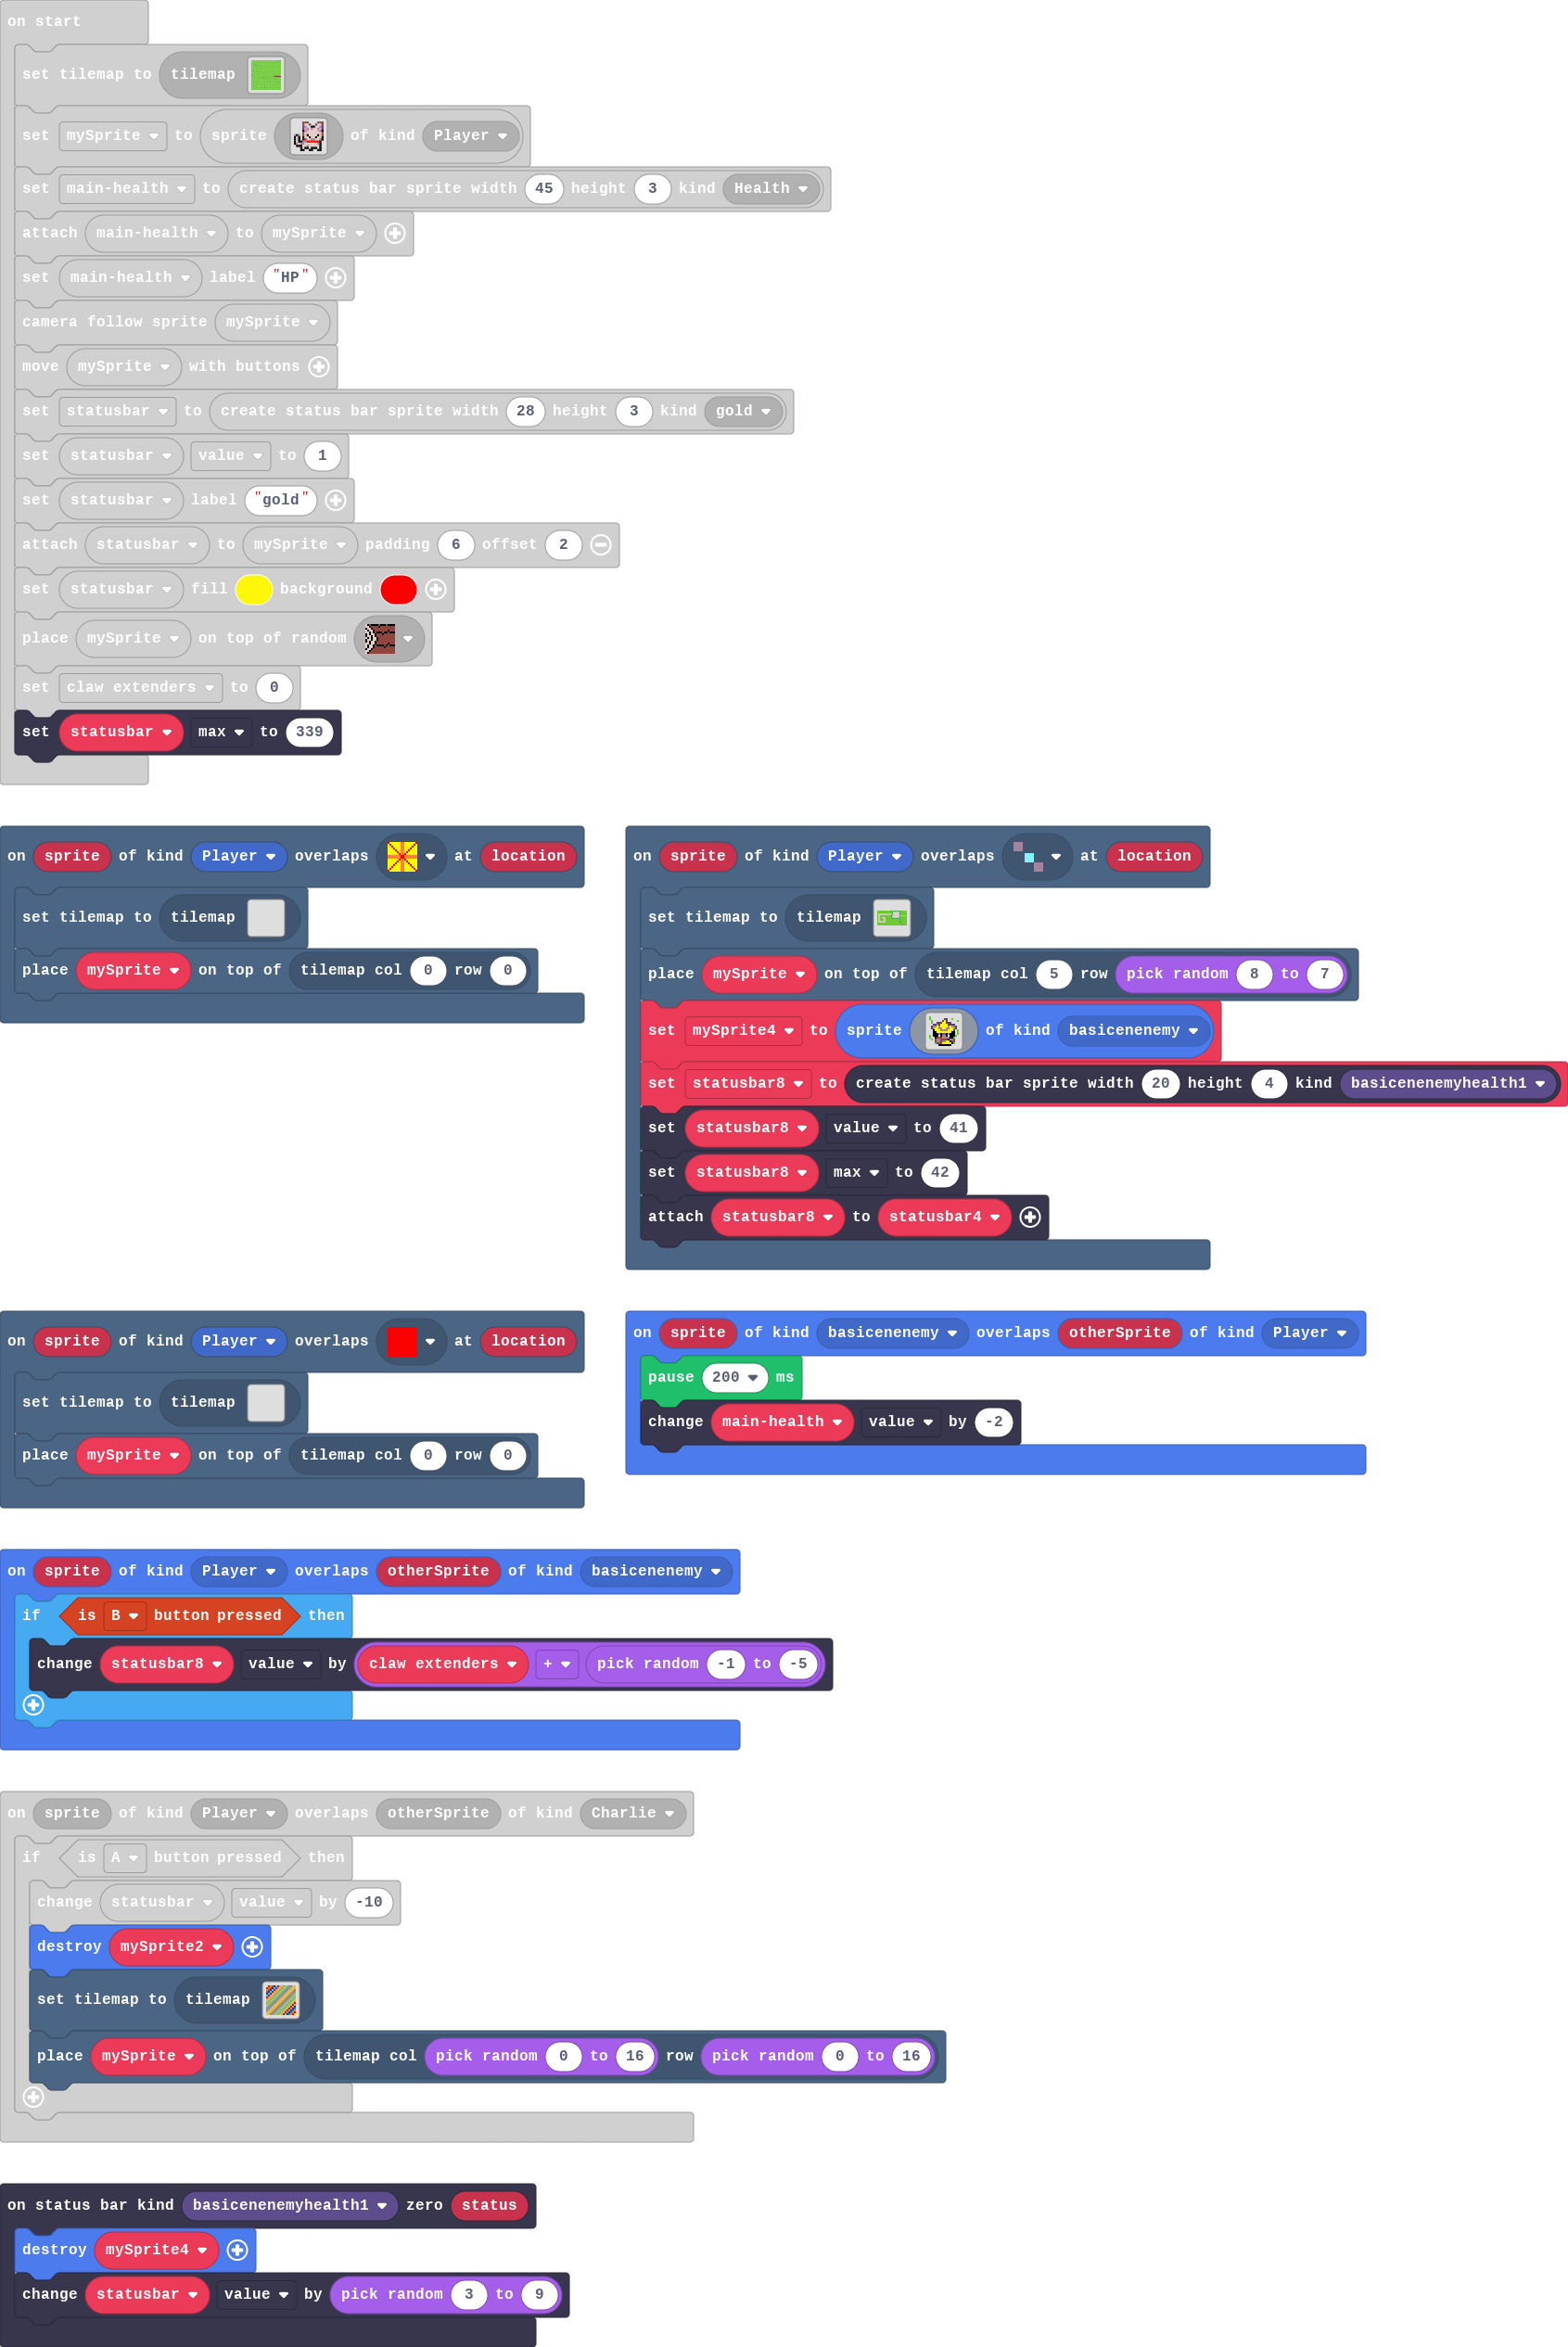 on start
set tilemap to tilemap
set mySprite to sprite of kind Player
set main-health to create status bar sprite width 45 height 3 kind Health
attach main-health to mySprite
set main-health label "HP"
camera follow sprite mySprite
move mySprite with buttons
set statusbar to create status bar sprite width 28 height 3 kind gold
set statusbar value to 1
set statusbar label "gold"
attach statusbar to mySprite padding 6 offset 2
set statusbar fill background
place mySprite on top of random
set claw extenders to 0
set statusbar max to 339
on sprite of kind Player overlaps at location
set tilemap to tilemap
place mySprite on top of tilemap col 0 row 0
on sprite of kind Player overlaps at location
set tilemap to tilemap
place mySprite on top of tilemap col 5 row pick random 8 to 7
set mySprite4 to sprite of kind basicenenemy
set statusbar8 to create status bar sprite width 20 height 4 kind basicenenemyhealth1
set statusbar8 value to 41
set statusbar8 max to 42
attach statusbar8 to statusbar4
on sprite of kind Player overlaps at location
set tilemap to tilemap
place mySprite on top of tilemap col 0 row 0
on sprite of kind basicenenemy overlaps otherSprite of kind Player
pause 200 ms
change main-health value by -2
on sprite of kind Player overlaps otherSprite of kind basicenenemy
if is B button pressed then
change statusbar8 value by claw extenders + pick random -1 to -5
on sprite of kind Player overlaps otherSprite of kind Charlie
if is A button pressed then
change statusbar value by -10
destroy mySprite2
set tilemap to tilemap
place mySprite on top of tilemap col pick random 0 to 16 row pick random 0 to 16
on status bar kind basicenenemyhealth1 zero status
destroy mySprite4
change statusbar value by pick random 3 to 9